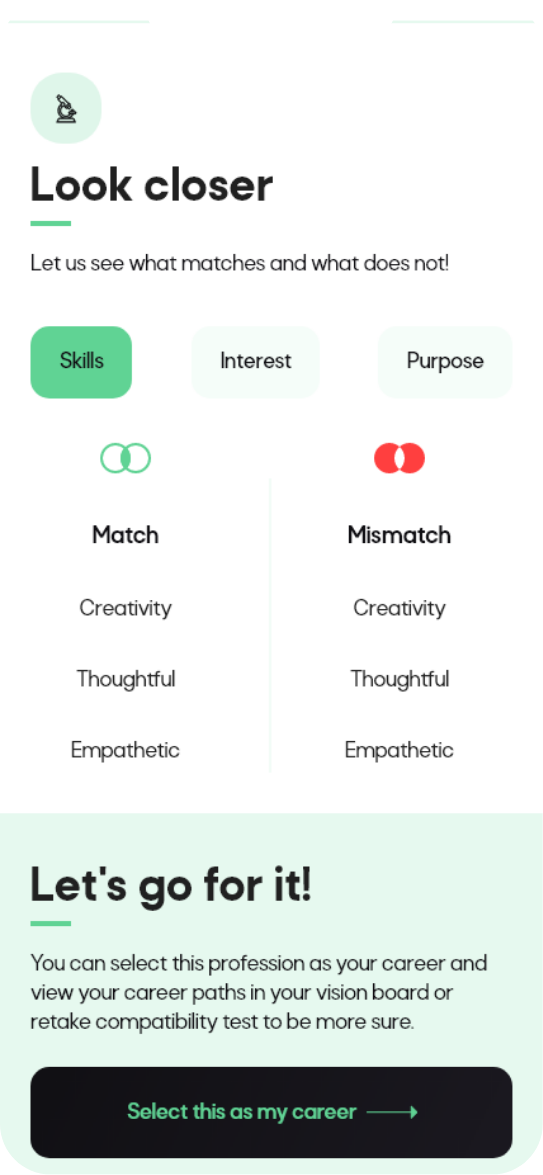 Look closer
Let us see what matches and what does not!
Skills
Interest
Purpose
Match
Mismatch
Creativity
Creativity
Thoughtful
Thoughtful
Empathetic
Empathetic
Let's go for it!
You can select this profession as your career and
view your career paths in your vision board or
retake compatibility test to be more sure.
Select this as my career